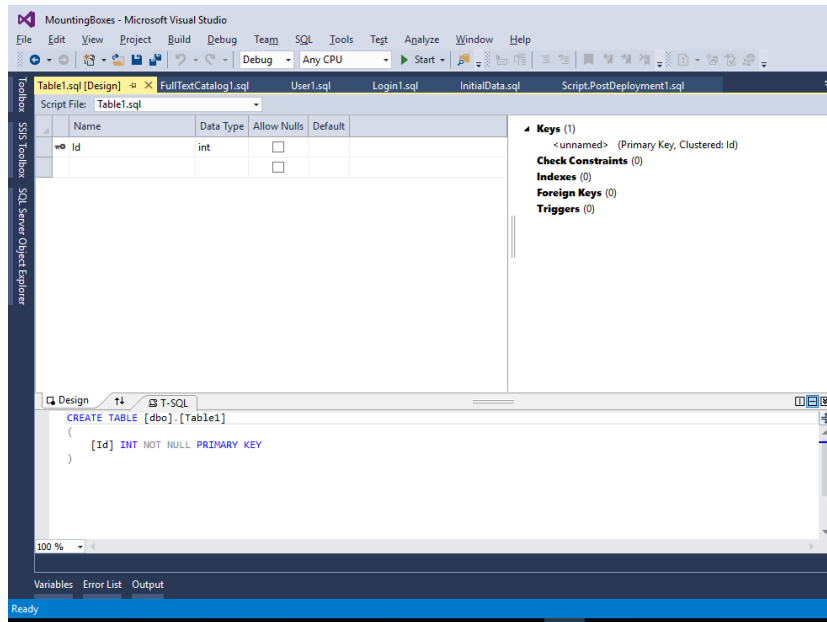 MountingBoxes - Microsoft Visual Studio
File Edit View Project Build Debug Team SQL Tools Test Analyze Window Help
Debug Any CPU Start
Table1.sql [Design] FullTextCatalog1.sql User1.sql Login1.sql InitialData.sql Script.PostDeployment1.sql
Script File: Table1.sql
Toolbox
SSIS Toolbox
SQL Server Object Explorer
Name Data Type Allow Nulls Default
Id int
Keys (1)
<unnamed> (Primary Key, Clustered: Id)
Check Constraints (0)
Indexes (0)
Foreign Keys (0)
Triggers (0)
Design T-SQL
CREATE TABLE [dbo].[Table1]
(
[Id] INT NOT NULL PRIMARY KEY
)
100 %
Variables Error List Output
Ready